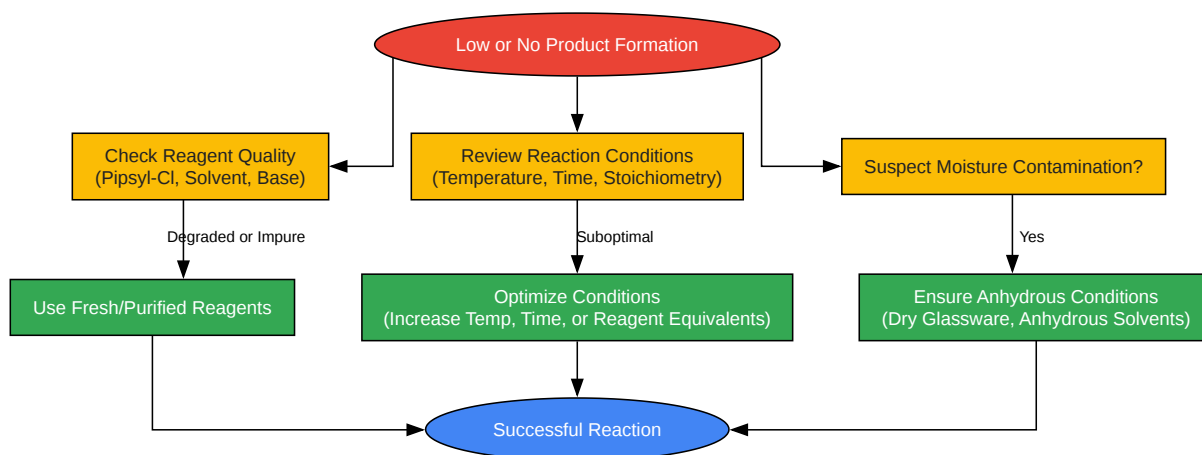 Low or No Product Formation
Check Reagent Quality
(Pipsyl-Cl, Solvent, Base)
Review Reaction Conditions
(Temperature, Time, Stoichiometry)
Suspect Moisture Contamination?
Degraded or Impure
Suboptimal
Yes
Use Fresh/Purified Reagents
Optimize Conditions
(Increase Temp, Time, or Reagent Equivalents)
Ensure Anhydrous Conditions
(Dry Glassware, Anhydrous Solvents)
Successful Reaction